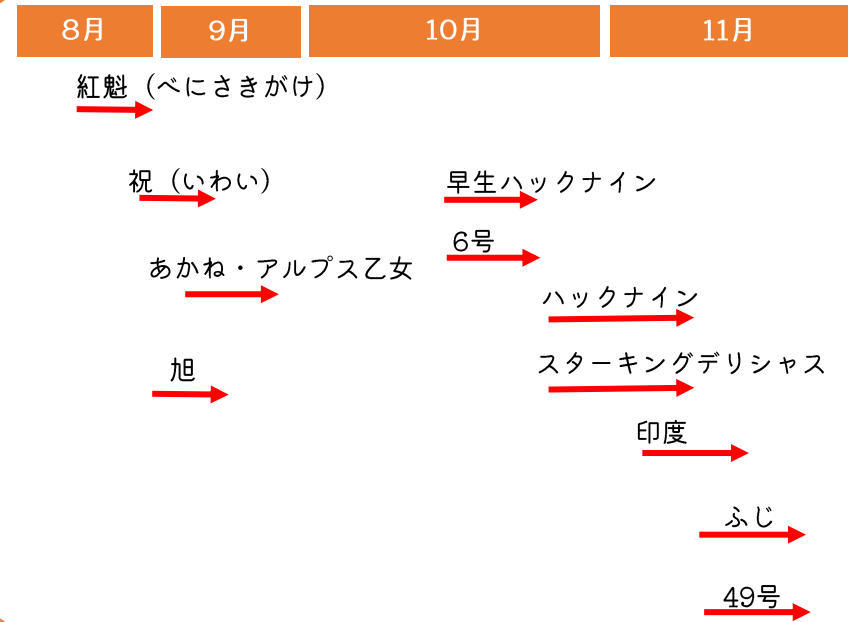 8月 9月 10月 11月
紅魁（べにさきがけ）
祝（いわい）
早生ハックナイン
6号
あかね・アルプス乙女
ハックナイン
スターキングデリシャス
旭
印度
ふじ
49号